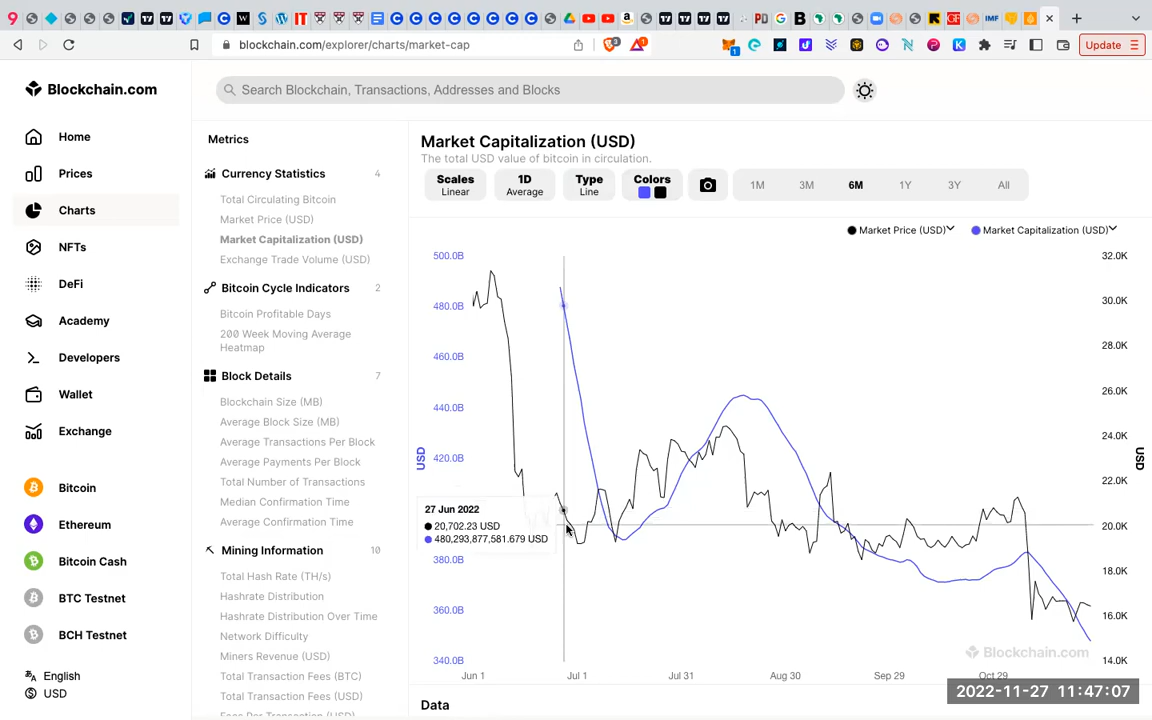 blockchain.com/explorer/charts/market-cap
Update
Blockchain.com
Search Blockchain, Transactions, Addresses and Blocks
Home
Prices
Charts
NFTs
DeFi
Academy
Developers
Wallet
Exchange
Bitcoin
Ethereum
Bitcoin Cash
BTC Testnet
BCH Testnet
English
USD
Metrics
Currency Statistics 4
Total Circulating Bitcoin
Market Price (USD)
Market Capitalization (USD)
Exchange Trade Volume (USD)
Bitcoin Cycle Indicators 2
Bitcoin Profitable Days
200 Week Moving Average
Heatmap
Block Details 7
Blockchain Size (MB)
Average Block Size (MB)
Average Transactions Per Block
Average Payments Per Block
Total Number of Transactions
Median Confirmation Time
Average Confirmation Time
Mining Information 10
Total Hash Rate (TH/s)
Hashrate Distribution
Hashrate Distribution Over Time
Network Difficulty
Miners Revenue (USD)
Total Transaction Fees (BTC)
Total Transaction Fees (USD)
Fees Per Transaction (USD)
Market Capitalization (USD)
The total USD value of bitcoin in circulation.
Scales
Linear
1D
Average
Type
Line
Colors
1M 3M 6M 1Y 3Y All
Market Price (USD) Market Capitalization (USD)
500.0B
480.0B
460.0B
440.0B
420.0B
380.0B
360.0B
340.0B
USD
27 Jun 2022
20,702.23 USD
480,293,877,581.679 USD
32.0K
30.0K
28.0K
26.0K
24.0K
22.0K
20.0K
18.0K
16.0K
14.0K
USD
Blockchain.com
Jun 1 Jul 1 Jul 31 Aug 30 Sep 29 Oct 29
2022-11-27 11:47:07
Data